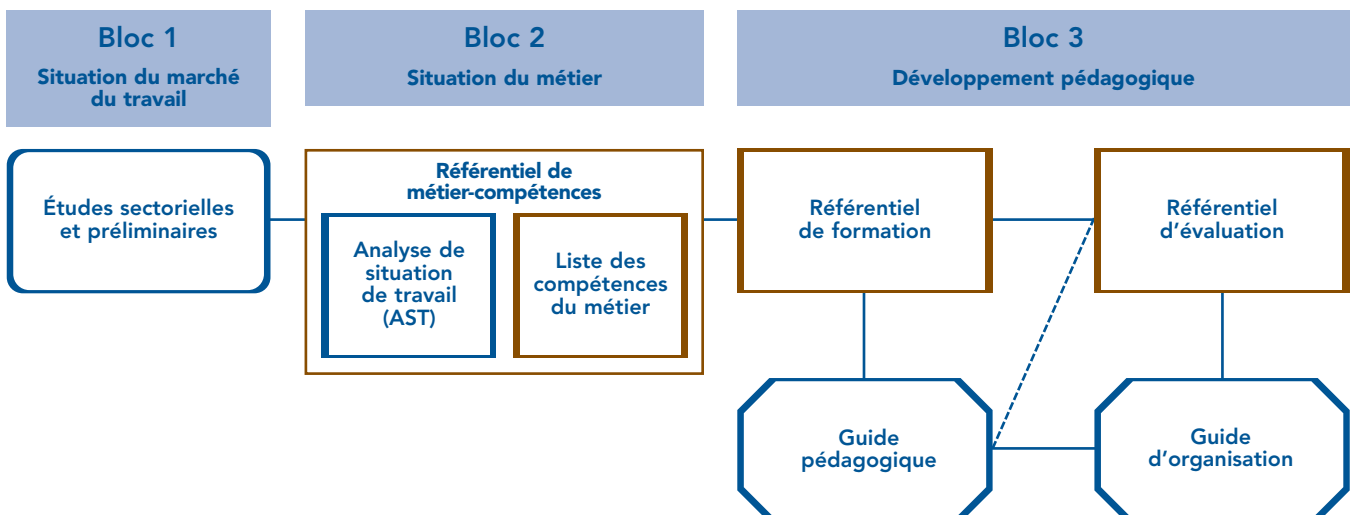 Bloc 1
Situation du marché
du travail
Bloc 2
Situation du métier
Bloc 3
Développement pédagogique
Études sectorielles
et préliminaires
Référentiel de
métier-compétences
Analyse de
situation
de travail
(AST)
Liste des
compétences
du métier
Référentiel
de formation
Référentiel
d’évaluation
Guide
pédagogique
Guide
d’organisation